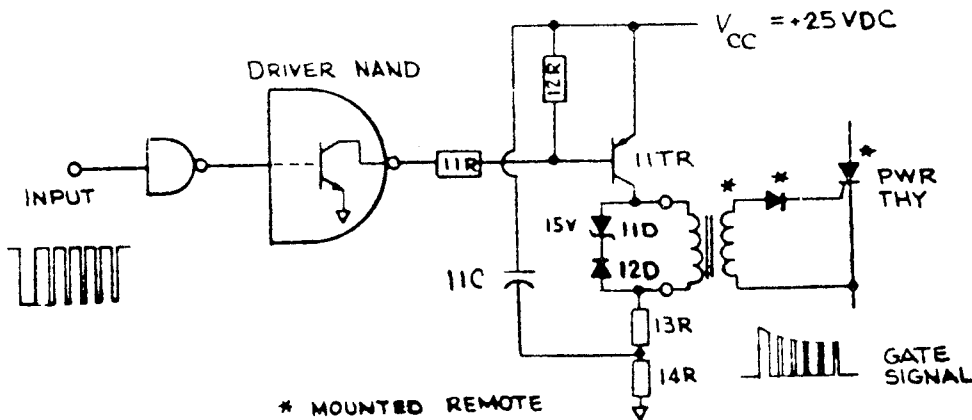 V_CC = +25 VDC
DRIVER NAND
12R
11R
11TR
INPUT
*
*
*
PWR
THY
15V
11D
12D
11C
13R
14R
GATE
SIGNAL
* MOUNTED REMOTE